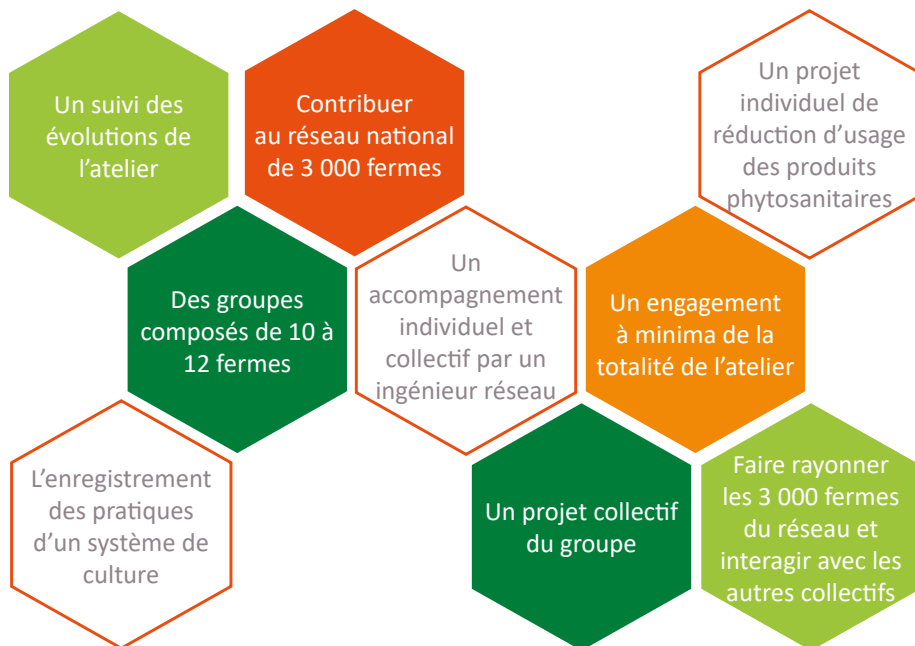 Un suivi des
évolutions de
l'atelier
Contribuer
au réseau national
de 3 000 fermes
Un projet
individuel de
réduction d'usage
des produits
phytosanitaires
Des groupes
composés de 10 à
12 fermes
Un
accompagnement
individuel et
collectif par un
ingénieur réseau
Un engagement
à minima de la
totalité de l'atelier
L'enregistrement
des pratiques
d'un système de
culture
Un projet collectif
du groupe
Faire rayonner
les 3 000 fermes
du réseau et
interagir avec les
autres collectifs